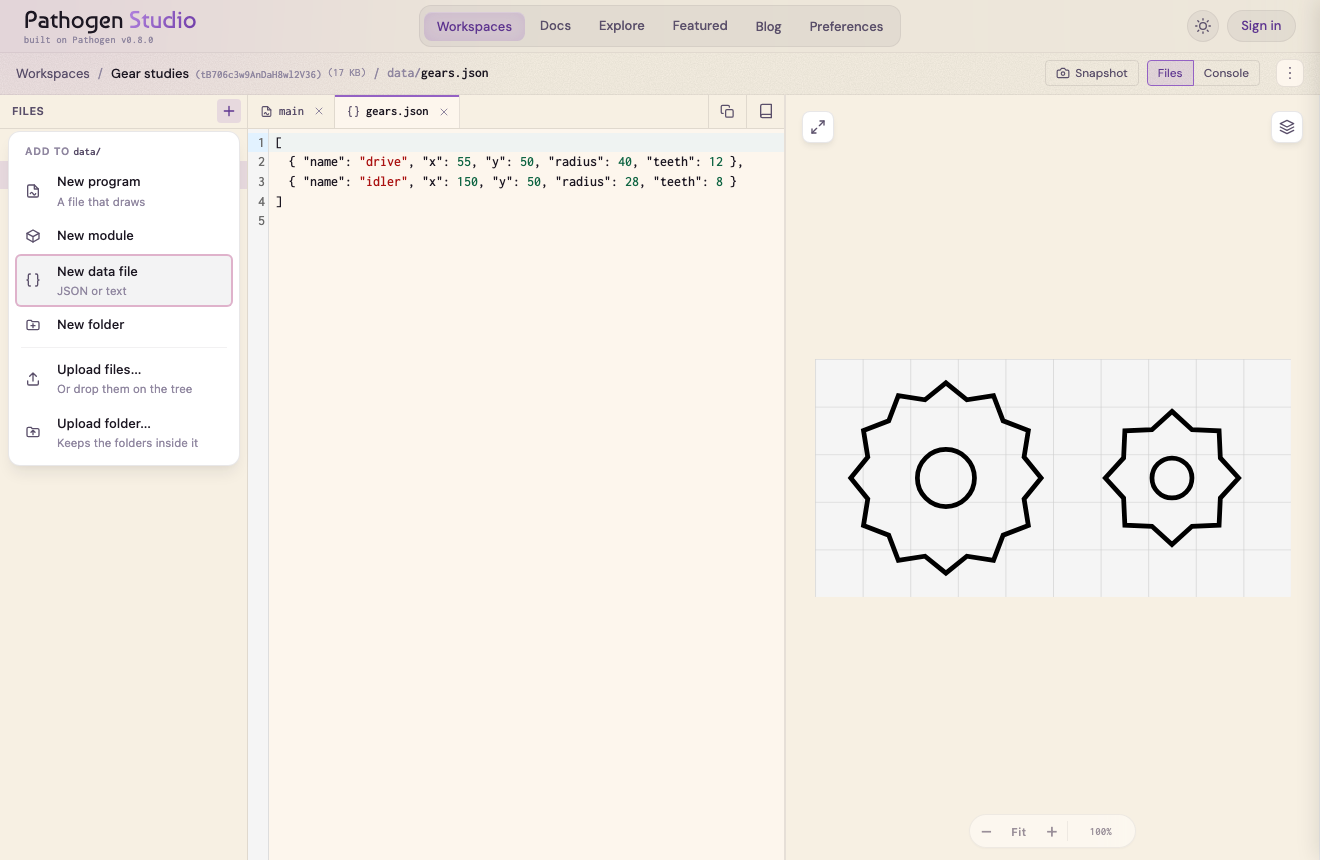 Pathogen Studio
built on Pathogen v0.8.0
Workspaces
Docs
Explore
Featured
Blog
Preferences
Sign in
Workspaces / Gear studies (tB706c3w9AnDaH8wl2V36) (17 KB) / data/gears.json
Snapshot
Files
Console
FILES
main
{} gears.json
ADD TO data/
New program
A file that draws
New module
New data file
JSON or text
New folder
Upload files...
Or drop them on the tree
Upload folder...
Keeps the folders inside it
1 [
2 { "name": "drive", "x": 55, "y": 50, "radius": 40, "teeth": 12 },
3 { "name": "idler", "x": 150, "y": 50, "radius": 28, "teeth": 8 }
4 ]
5
Fit
100%